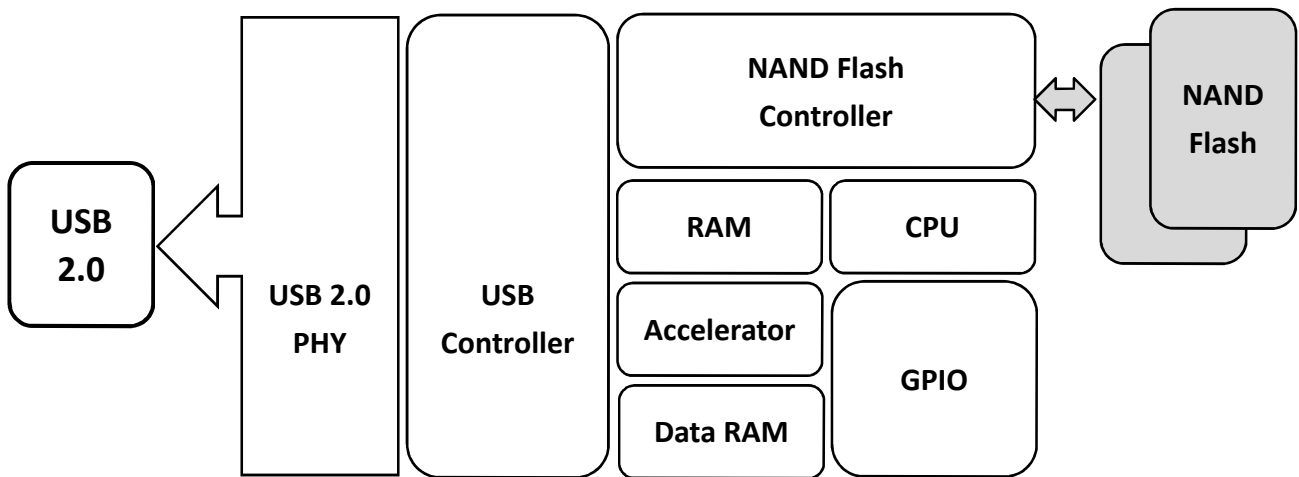 USB
2.0
USB 2.0
PHY
USB
Controller
NAND Flash
Controller
RAM
CPU
Accelerator
GPIO
Data RAM
NAND
Flash